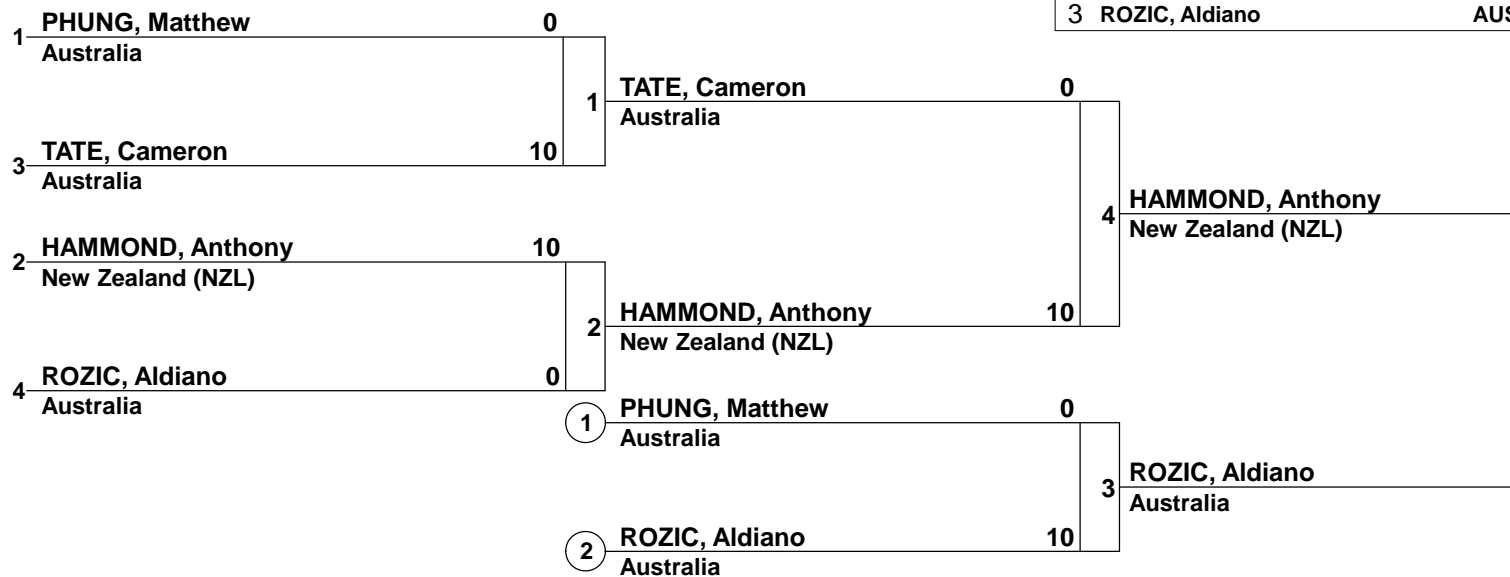 3 ROZIC, Aldiano AUS
PHUNG, Matthew 0
1
Australia
TATE, Cameron 0
1
Australia
TATE, Cameron 10
3
Australia
HAMMOND, Anthony
4
New Zealand (NZL)
HAMMOND, Anthony 10
2
New Zealand (NZL)
HAMMOND, Anthony 10
2
New Zealand (NZL)
ROZIC, Aldiano 0
4
Australia
PHUNG, Matthew 0
1
Australia
ROZIC, Aldiano
3
Australia
ROZIC, Aldiano 10
2
Australia